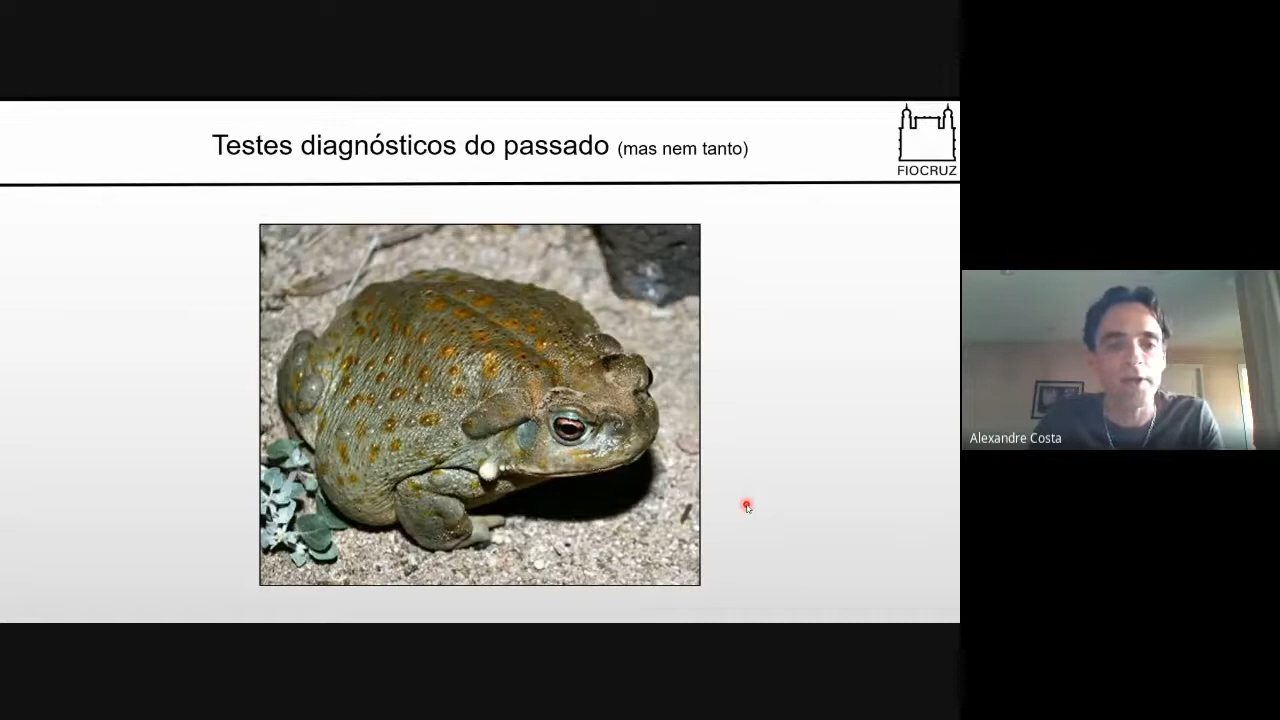 Testes diagnósticos do passado (mas nem tanto)
FIOCRUZ
Alexandre Costa